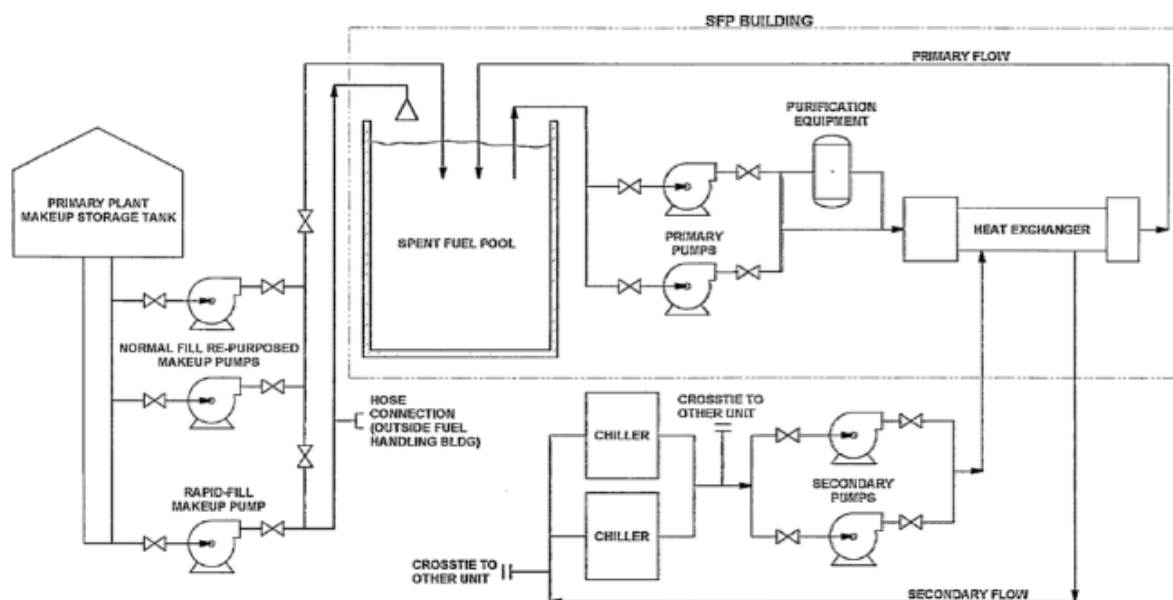 SFP BUILDING
PRIMARY FLOW
PURIFICATION
EQUIPMENT
PRIMARY PLANT
MAKEUP STORAGE TANK
SPENT FUEL POOL
PRIMARY
PUMPS
HEAT EXCHANGER
NORMAL FILL RE-PURPOSED
MAKEUP PUMPS
HOSE
CONNECTION
(OUTSIDE FUEL
HANDLING BLDG)
CROSSTIE TO
OTHER UNIT
CHILLER
SECONDARY
PUMPS
RAPID-FILL
MAKEUP PUMP
CHILLER
CROSSTIE TO
OTHER UNIT
SECONDARY FLOW